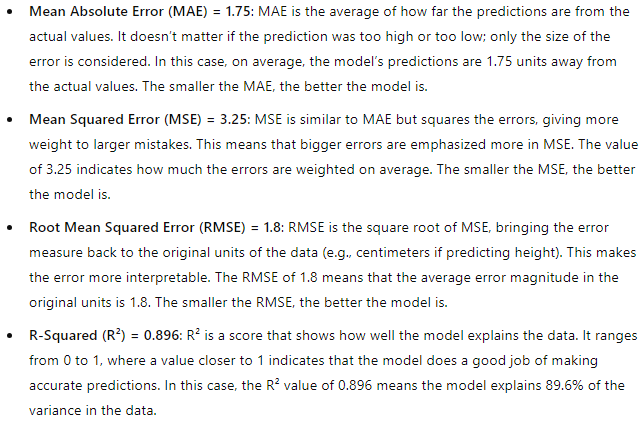 • Mean Absolute Error (MAE) = 1.75: MAE is the average of how far the predictions are from the
actual values. It doesn't matter if the prediction was too high or too low; only the size of the
error is considered. In this case, on average, the model's predictions are 1.75 units away from
the actual values. The smaller the MAE, the better the model is.
• Mean Squared Error (MSE) = 3.25: MSE is similar to MAE but squares the errors, giving more
weight to larger mistakes. This means that bigger errors are emphasized more in MSE. The value
of 3.25 indicates how much the errors are weighted on average. The smaller the MSE, the better
the model is.
• Root Mean Squared Error (RMSE) = 1.8: RMSE is the square root of MSE, bringing the error
measure back to the original units of the data (e.g., centimeters if predicting height). This makes
the error more interpretable. The RMSE of 1.8 means that the average error magnitude in the
original units is 1.8. The smaller the RMSE, the better the model is.
• R-Squared (R²) = 0.896: R² is a score that shows how well the model explains the data. It ranges
from 0 to 1, where a value closer to 1 indicates that the model does a good job of making
accurate predictions. In this case, the R² value of 0.896 means the model explains 89.6% of the
variance in the data.